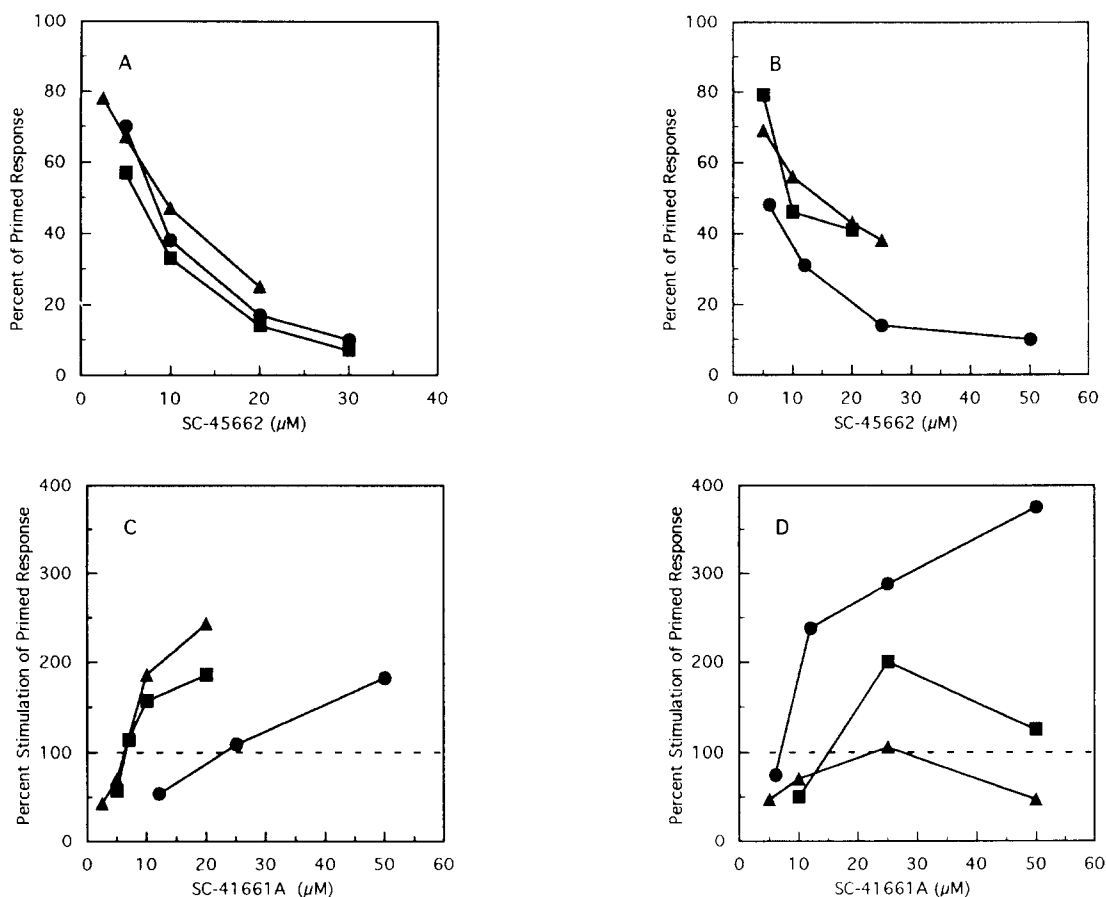 100
80
60
40
20
0
A
Percent of Primed Response
0 10 20 30 40
SC-45662 (µM)
100
80
60
40
20
0
B
Percent of Primed Response
0 10 20 30 40 50 60
SC-45662 (µM)
400
300
200
100
0
C
Percent Stimulation of Primed Response
0 10 20 30 40 50 60
SC-41661A (µM)
400
300
200
100
0
D
Percent Stimulation of Primed Response
0 10 20 30 40 50 60
SC-41661A (µM)